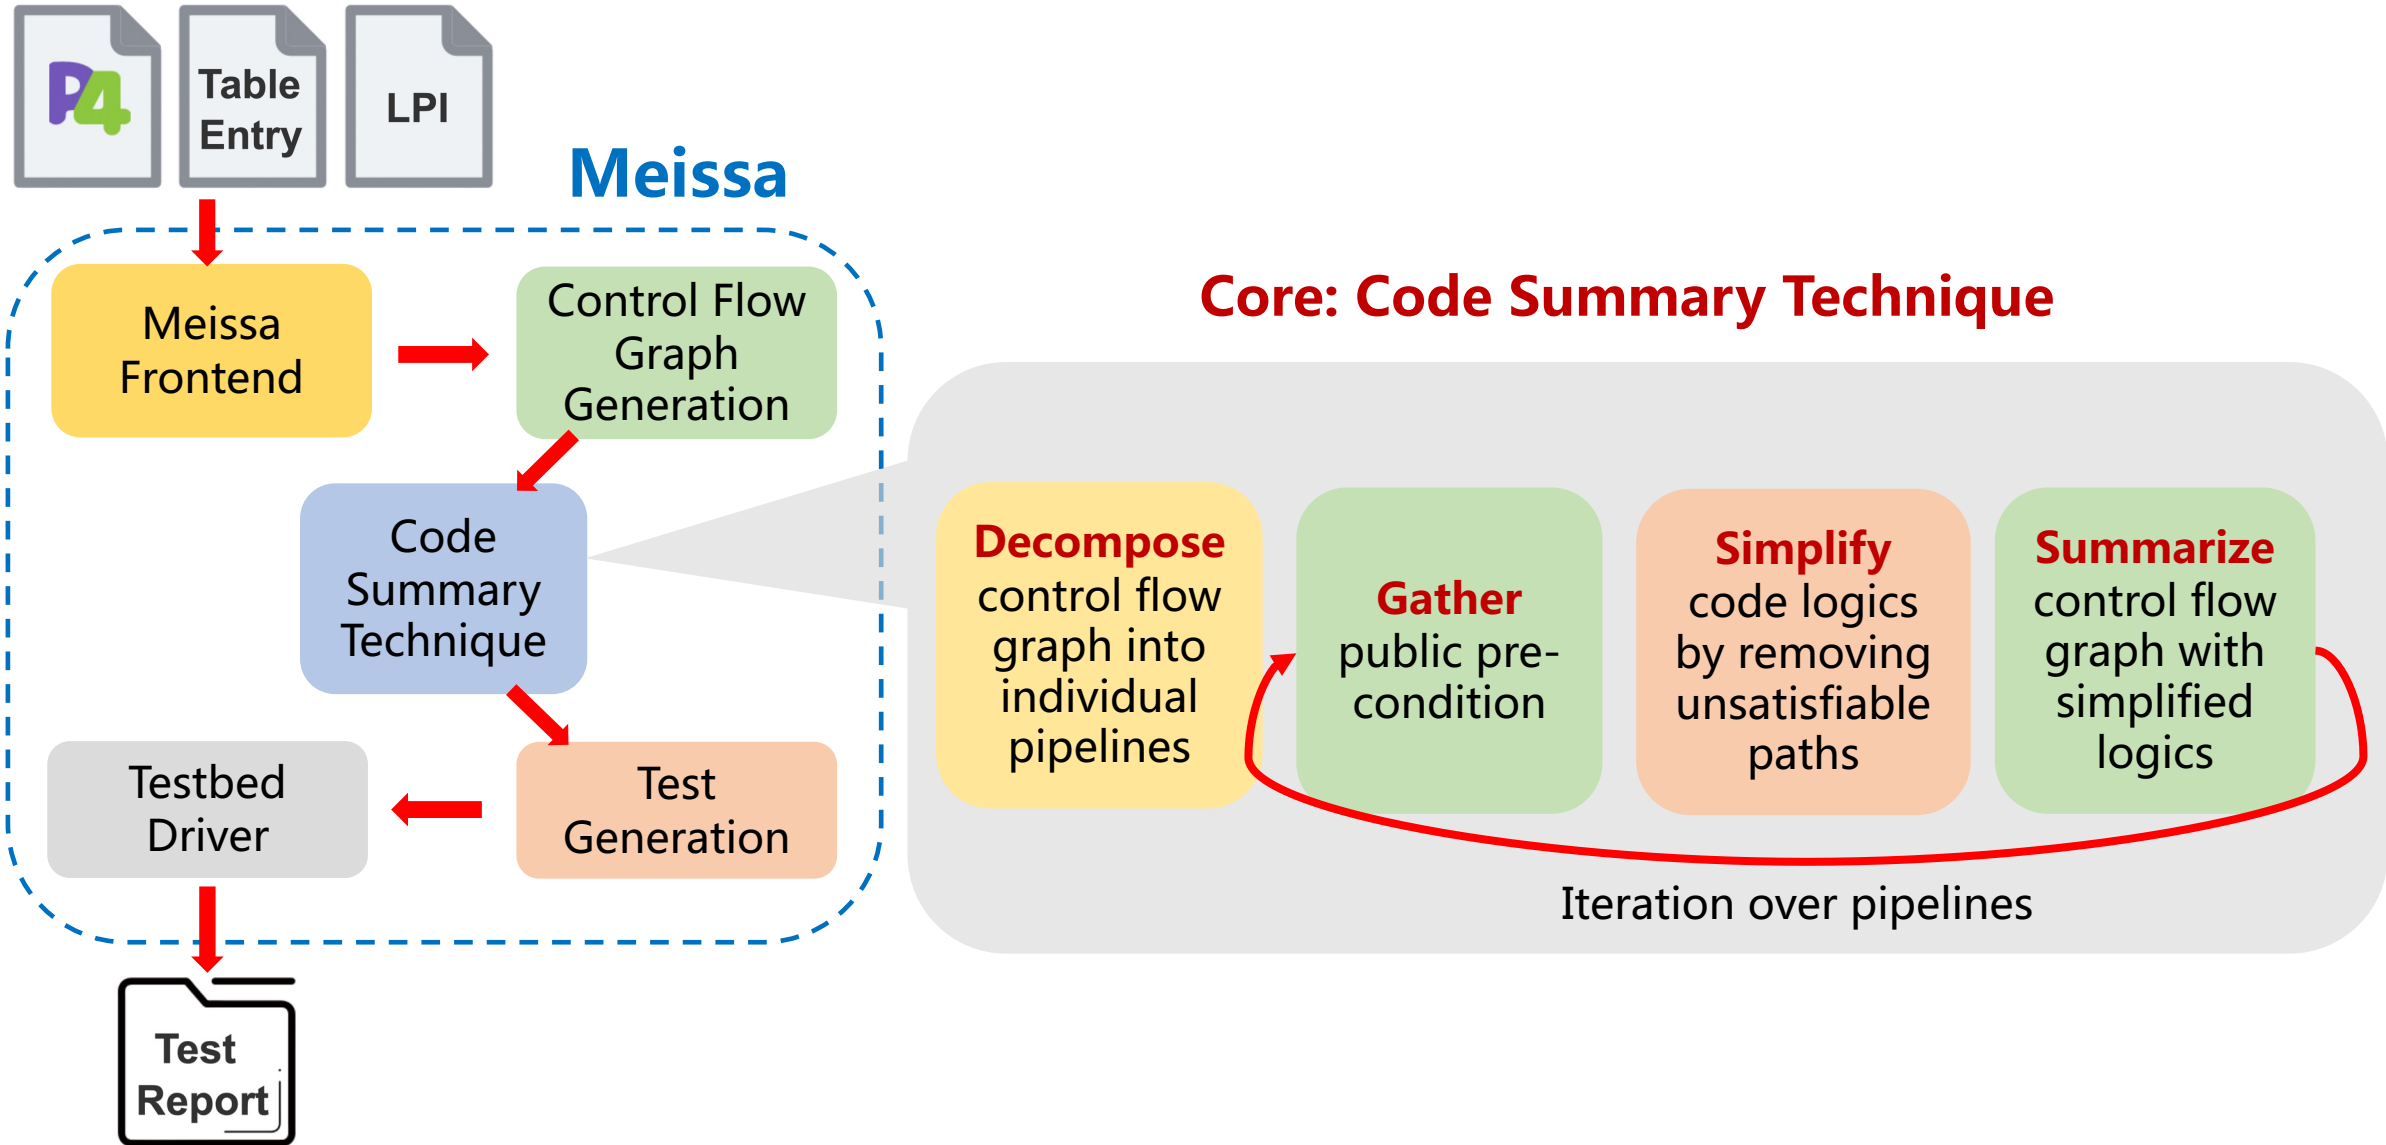 P4
Table
Entry
LPI
Meissa
Meissa
Frontend
Control Flow
Graph
Generation
Code
Summary
Technique
Test
Generation
Testbed
Driver
Test
Report
Core: Code Summary Technique
Decompose
control flow
graph into
individual
pipelines
Gather
public pre-
condition
Simplify
code logics
by removing
unsatisfiable
paths
Summarize
control flow
graph with
simplified
logics
Iteration over pipelines